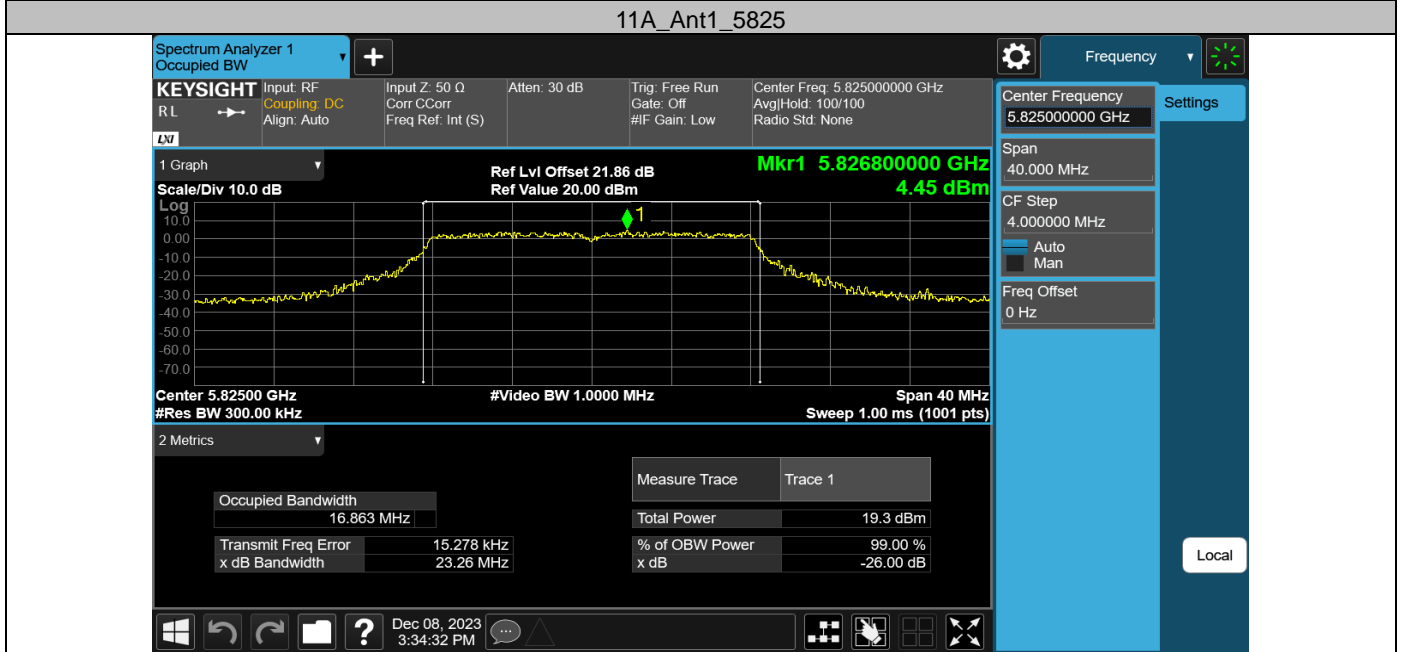 11A_Ant1_5825
Spectrum Analyzer 1
Occupied BW
+
Frequency
KEYSIGHT
RL
LXI
Input: RF
Coupling: DC
Align: Auto
Input Z: 50 Ω
Corr CCorr
Freq Ref: Int (S)
Atten: 30 dB
Trig: Free Run
Gate: Off
#IF Gain: Low
Center Freq: 5.825000000 GHz
Avg|Hold: 100/100
Radio Std: None
1 Graph
Scale/Div 10.0 dB
Ref Lvl Offset 21.86 dB
Ref Value 20.00 dBm
Mkr1 5.826800000 GHz
4.45 dBm
Log
10.0
0.00
-10.0
-20.0
-30.0
-40.0
-50.0
-60.0
-70.0
1
Center 5.82500 GHz
#Res BW 300.00 kHz
#Video BW 1.0000 MHz
Span 40 MHz
Sweep 1.00 ms (1001 pts)
2 Metrics
Measure Trace Trace 1
Occupied Bandwidth
16.863 MHz
Total Power 19.3 dBm
Transmit Freq Error 15.278 kHz
% of OBW Power 99.00 %
x dB Bandwidth 23.26 MHz
x dB -26.00 dB
?
Dec 08, 2023
3:34:32 PM
Center Frequency
5.825000000 GHz
Span
40.000 MHz
CF Step
4.000000 MHz
Auto
Man
Freq Offset
0 Hz
Settings
Local